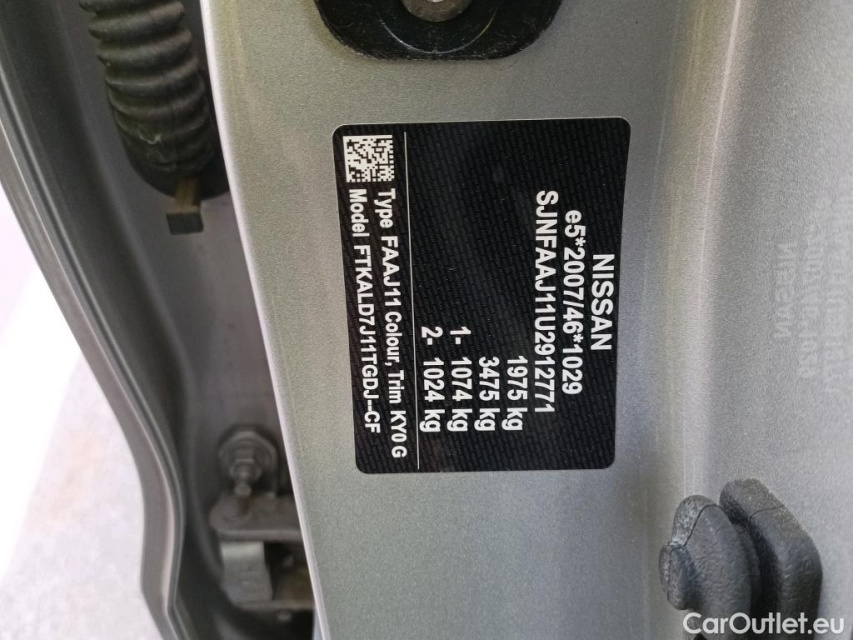 NISSAN
e5*2007/46*1029
SJNFAAJ11U2912771
1975 kg
3475 kg
1- 1074 kg
2- 1024 kg
Type FAAJ11 Colour, Trim KY0 G
Model FTKALD7J11TGDJ-CF
CarOutlet.eu